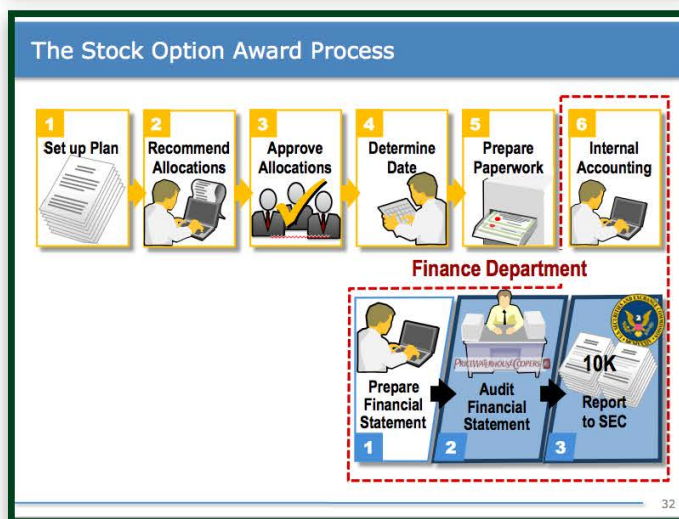 The Stock Option Award Process
1
Set up Plan
2
Recommend
Allocations
3
Approve
Allocations
4
Determine
Date
5
Prepare
Paperwork
6
Internal
Accounting
Finance Department
Prepare
Financial
Statement
1
PRICEWATERHOUSECOOPERS
Audit
Financial
Statement
2
10K
Report
to SEC
3
32